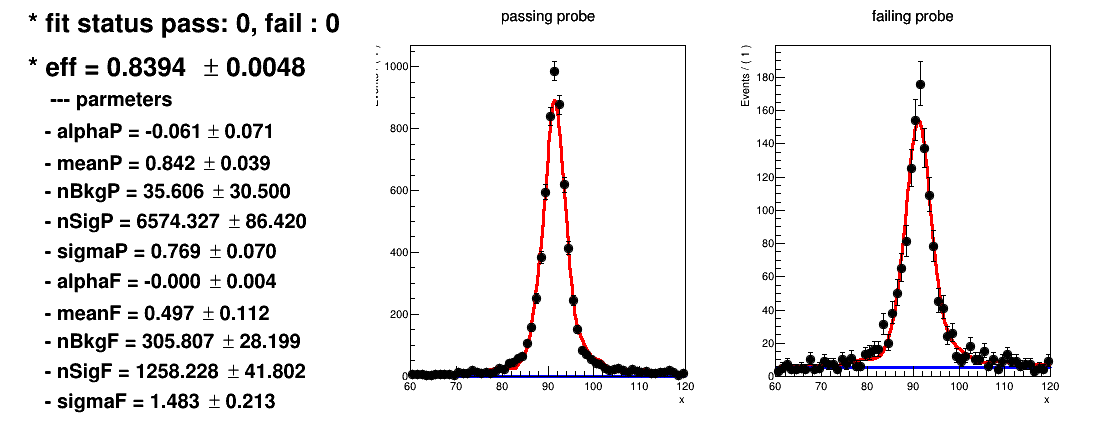 * fit status pass: 0, fail : 0
* eff = 0.8394 ± 0.0048
--- parmeters
- alphaP = -0.061 ± 0.071
- meanP = 0.842 ± 0.039
- nBkgP = 35.606 ± 30.500
- nSigP = 6574.327 ± 86.420
- sigmaP = 0.769 ± 0.070
- alphaF = -0.000 ± 0.004
- meanF = 0.497 ± 0.112
- nBkgF = 305.807 ± 28.199
- nSigF = 1258.228 ± 41.802
- sigmaF = 1.483 ± 0.213
passing probe
1000
800
600
400
200
0
60 70 80 90 100 110 120
x
failing probe
Events / ( 1 )
180
160
140
120
100
80
60
40
20
0
60 70 80 90 100 110 120
x